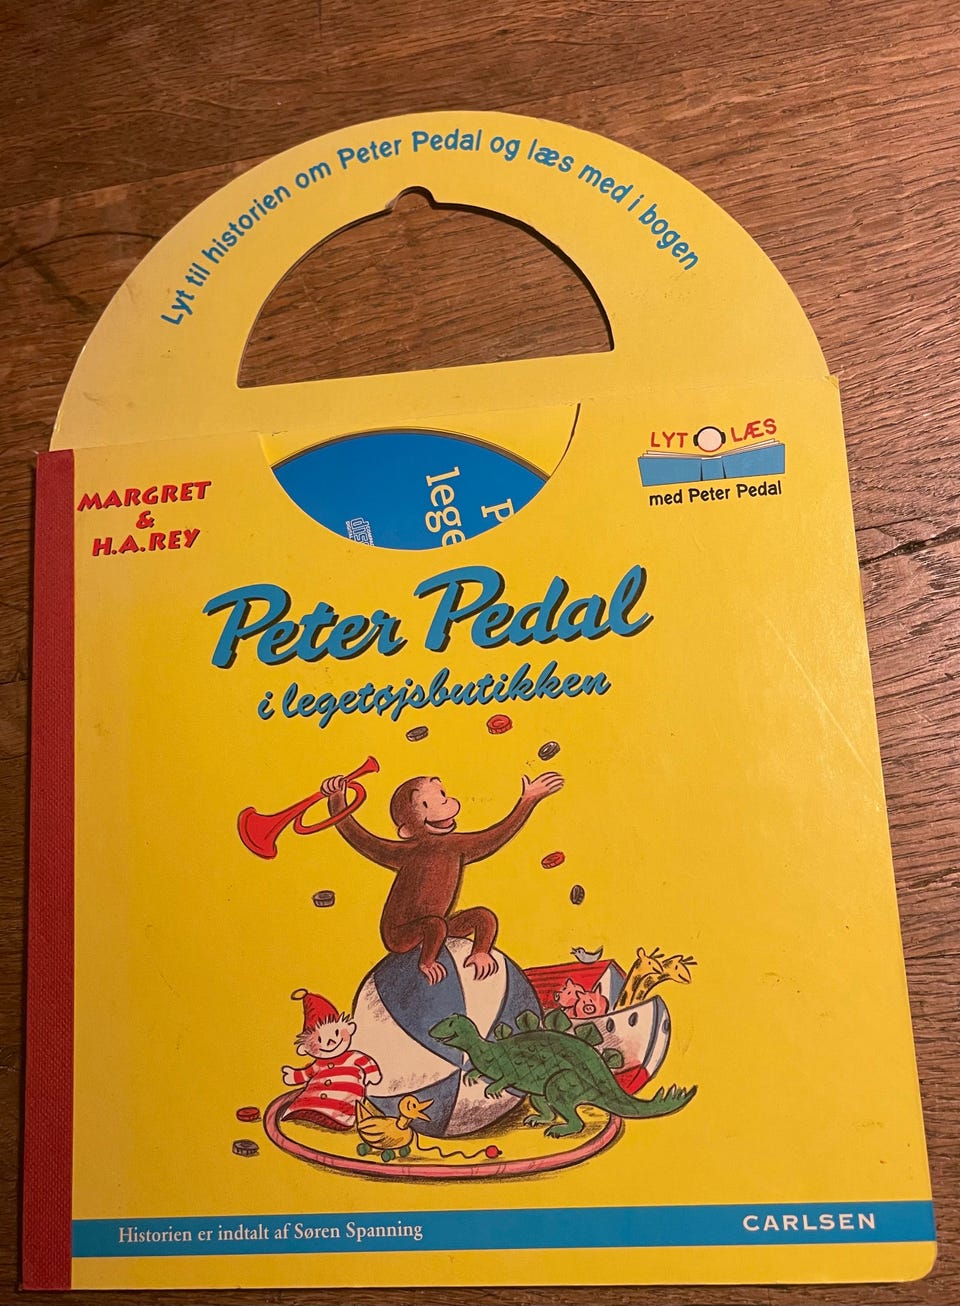 Lyt til historien om Peter Pedal og læs med i bogen
LYT LÆS
med Peter Pedal
MARGRET
&
H.A.REY
P
lege
Peter Pedal
i legetøjsbutikken
Historien er indtalt af Søren Spanning
CARLSEN